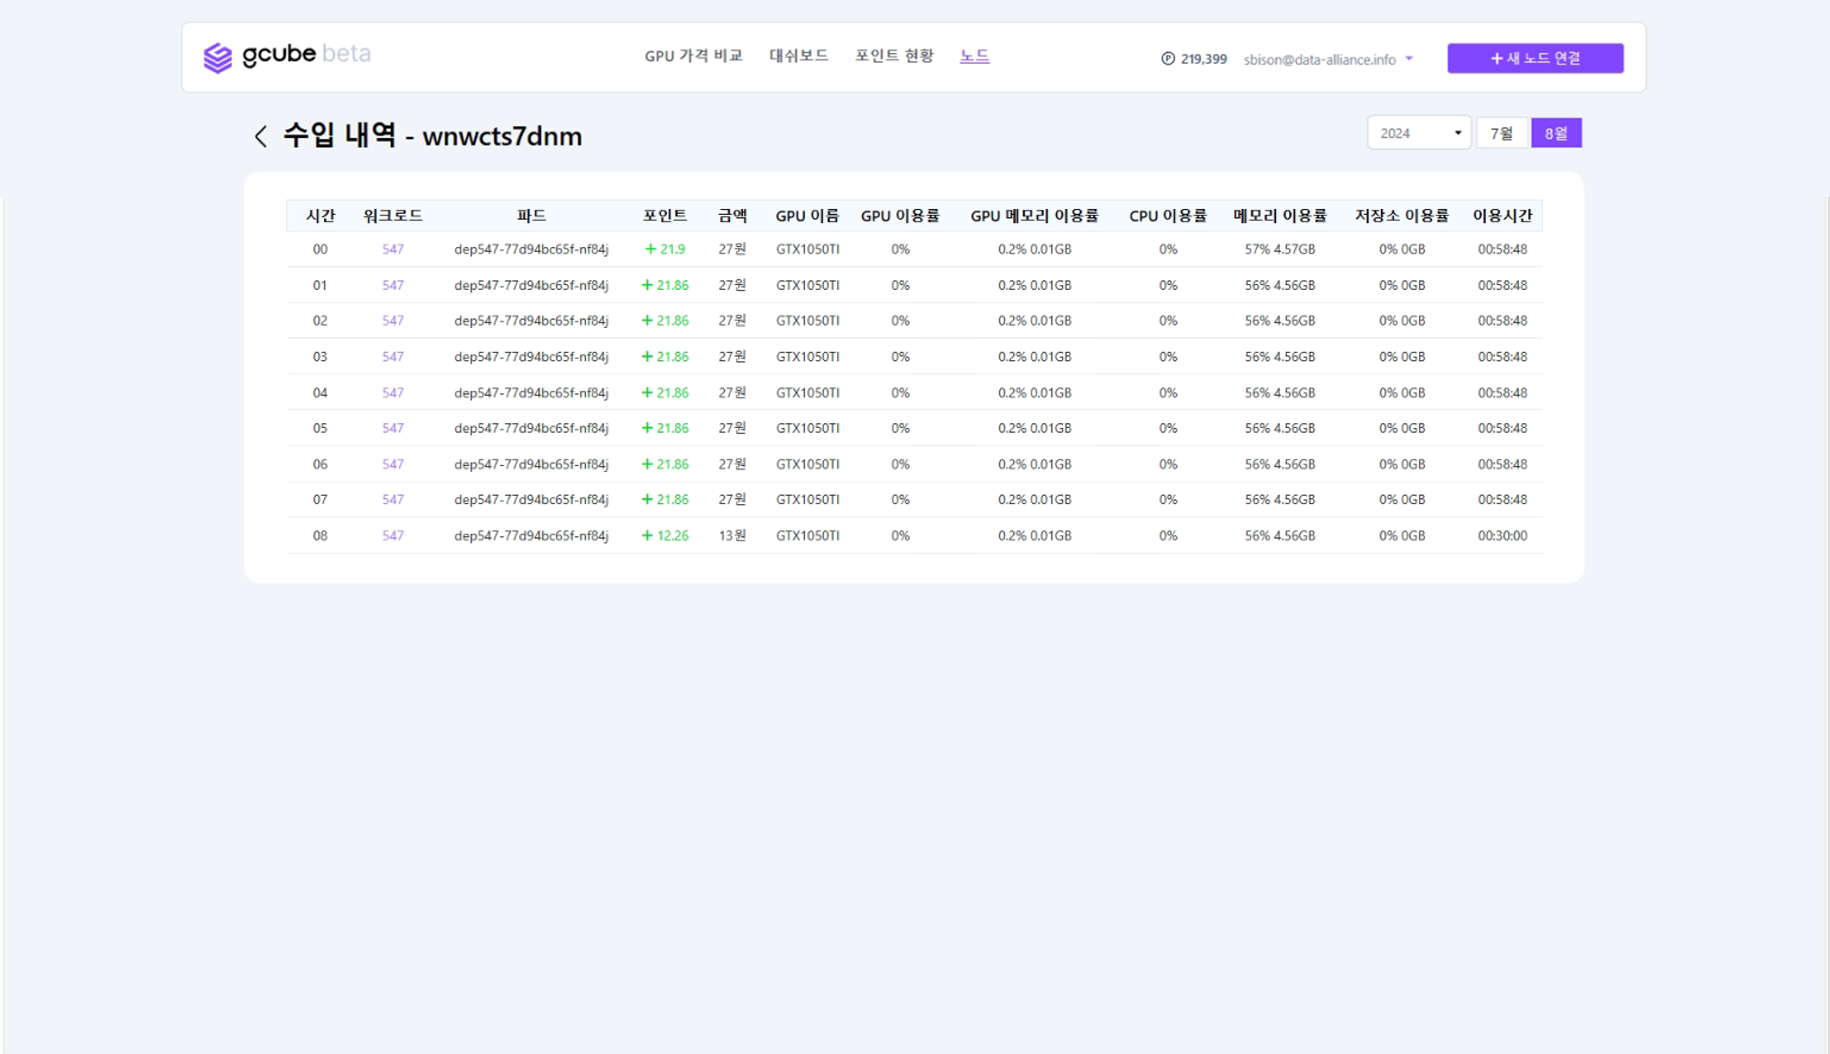 gcube beta
GPU 가격 비교 대쉬보드 포인트 현황 노드
P 219,399 sbison@data-alliance.info + 새 노드 연결
수입 내역 - wnwcts7dnm
2024 7월 8월
시간 워크로드 파드 포인트 금액 GPU 이름 GPU 이용률 GPU 메모리 이용률 CPU 이용률 메모리 이용률 저장소 이용률 이용시간
00 547 dep547-77d94bc65f-nf84j + 21.9 27원 GTX1050TI 0% 0.2% 0.01GB 0% 57% 4.57GB 0% 0GB 00:58:48
01 547 dep547-77d94bc65f-nf84j + 21.86 27원 GTX1050TI 0% 0.2% 0.01GB 0% 56% 4.56GB 0% 0GB 00:58:48
02 547 dep547-77d94bc65f-nf84j + 21.86 27원 GTX1050TI 0% 0.2% 0.01GB 0% 56% 4.56GB 0% 0GB 00:58:48
03 547 dep547-77d94bc65f-nf84j + 21.86 27원 GTX1050TI 0% 0.2% 0.01GB 0% 56% 4.56GB 0% 0GB 00:58:48
04 547 dep547-77d94bc65f-nf84j + 21.86 27원 GTX1050TI 0% 0.2% 0.01GB 0% 56% 4.56GB 0% 0GB 00:58:48
05 547 dep547-77d94bc65f-nf84j + 21.86 27원 GTX1050TI 0% 0.2% 0.01GB 0% 56% 4.56GB 0% 0GB 00:58:48
06 547 dep547-77d94bc65f-nf84j + 21.86 27원 GTX1050TI 0% 0.2% 0.01GB 0% 56% 4.56GB 0% 0GB 00:58:48
07 547 dep547-77d94bc65f-nf84j + 21.86 27원 GTX1050TI 0% 0.2% 0.01GB 0% 56% 4.56GB 0% 0GB 00:58:48
08 547 dep547-77d94bc65f-nf84j + 12.26 13원 GTX1050TI 0% 0.2% 0.01GB 0% 56% 4.56GB 0% 0GB 00:30:00